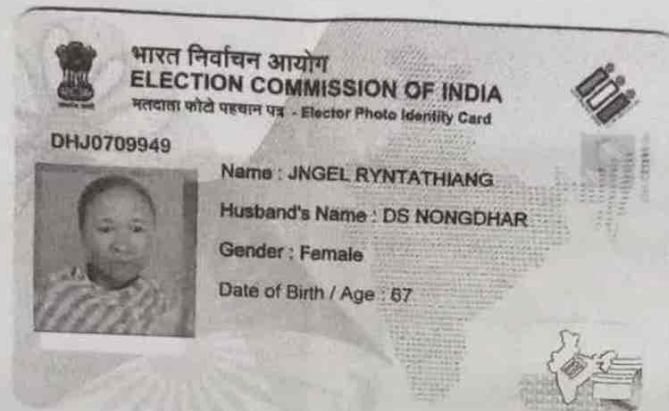 भारत निर्वाचन आयोग
ELECTION COMMISSION OF INDIA
मतदाता फोटो पहचान पत्र - Elector Photo Identity Card
DHJ0709949
Name : JNGEL RYNTATHIANG
Husband's Name : DS NONGDHAR
Gender : Female
Date of Birth / Age : 67